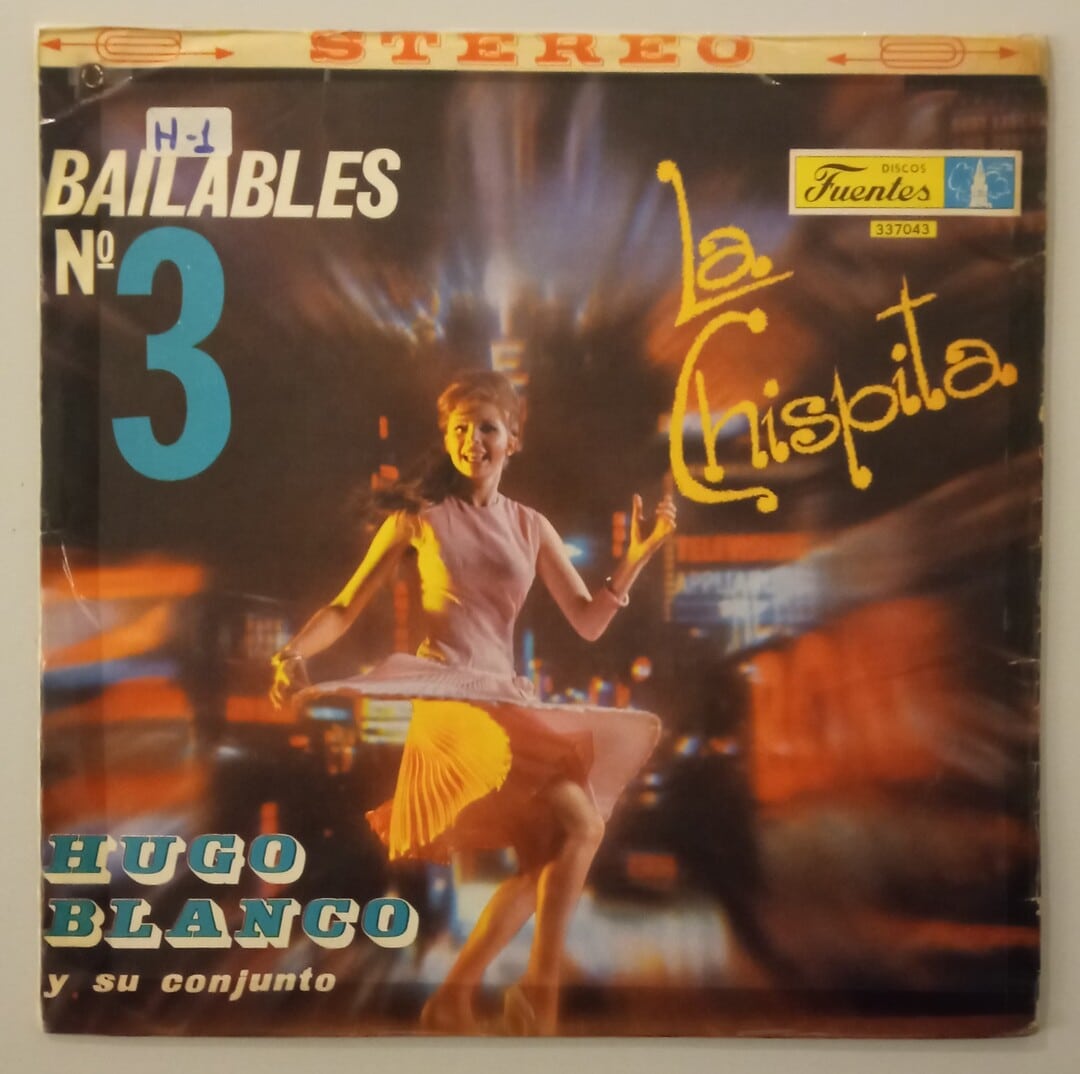 STEREO
H-1
BAILABLES
Nº 3
DISCOS
Fuentes
337043
La
Chispita
HUGO
BLANCO
y su conjunto